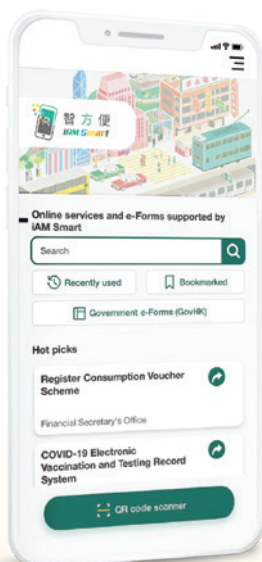 智方便
iAM Smart
Online services and e-Forms supported by
iAM Smart
Search
Recently used
Bookmarked
Government e-Forms (GovHK)
Hot picks
Register Consumption Voucher
Scheme
Financial Secretary's Office
COVID-19 Electronic
Vaccination and Testing Record
System
QR code scanner